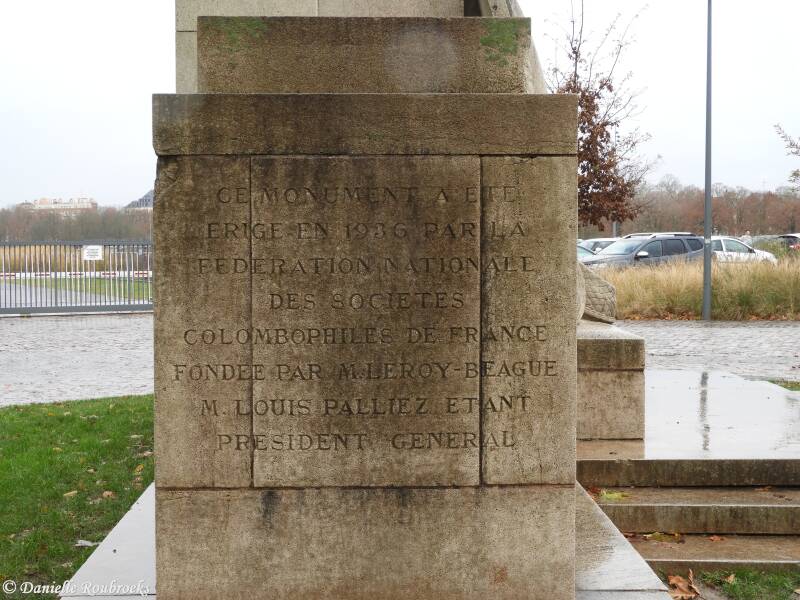 CE MONUMENT A ETE
ERIGE EN 1936 PAR LA
FEDERATION NATIONALE
DES SOCIETES
COLOMBOPHILES DE FRANCE
FONDÉE PAR M. LEROY-BEAGUE
M. LOUIS PALLIEZ ETANT
PRESIDENT GENERAL
© Danielle Roubroeks